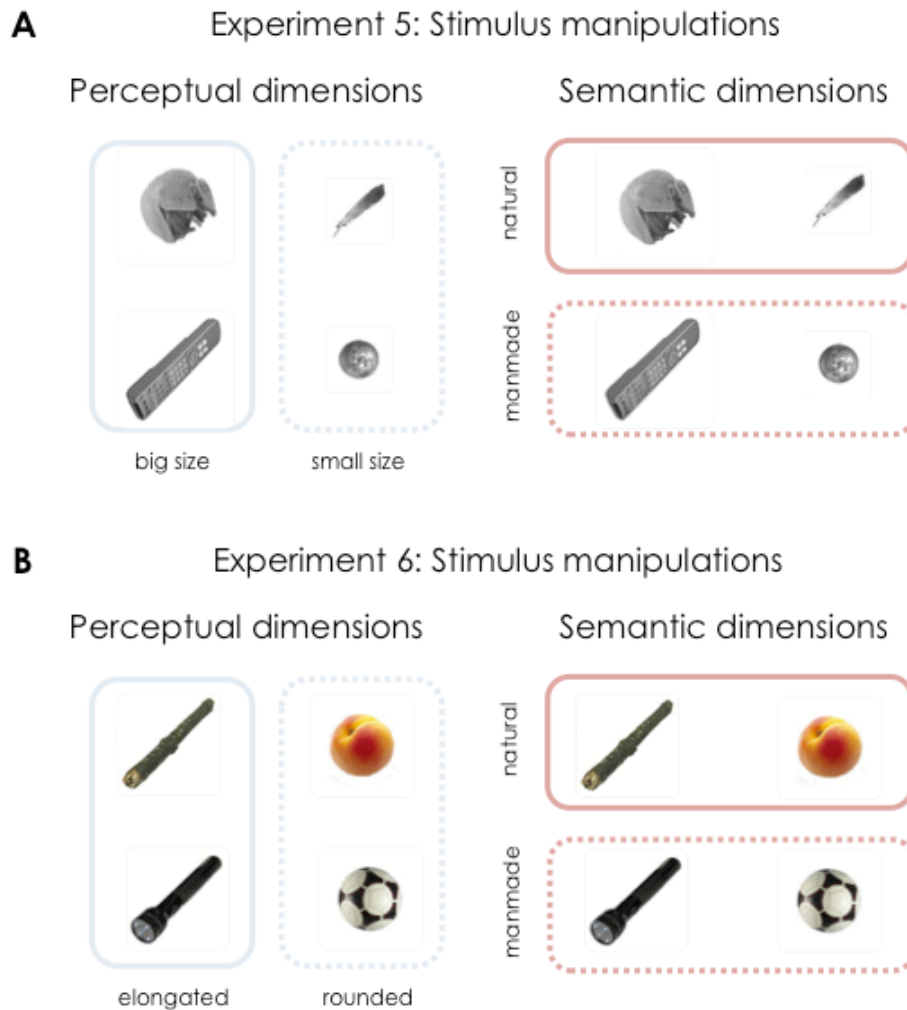 A
Experiment 5: Stimulus manipulations
Perceptual dimensions
Semantic dimensions
natural
manmade
big size
small size
B
Experiment 6: Stimulus manipulations
Perceptual dimensions
Semantic dimensions
natural
manmade
elongated
rounded